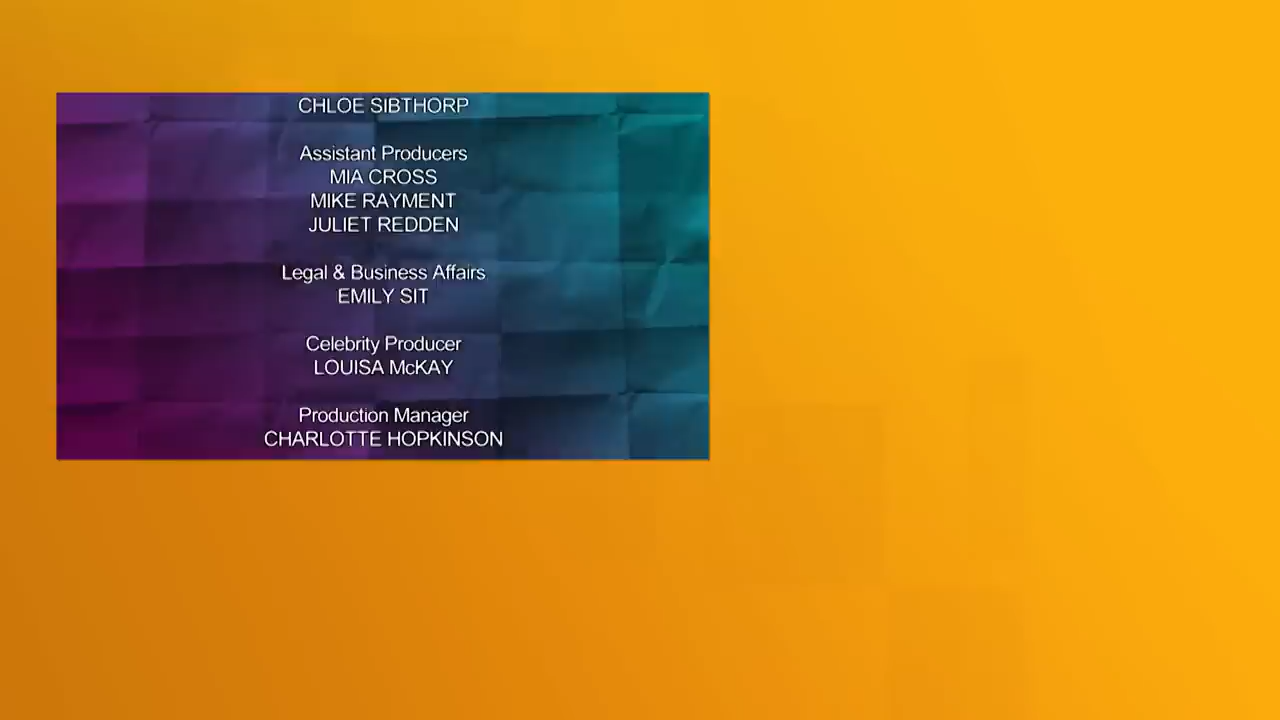 CHLOE SIBTHORP
Assistant Producers
MIA CROSS
MIKE RAYMENT
JULIET REDDEN
Legal & Business Affairs
EMILY SIT
Celebrity Producer
LOUISA McKAY
Production Manager
CHARLOTTE HOPKINSON